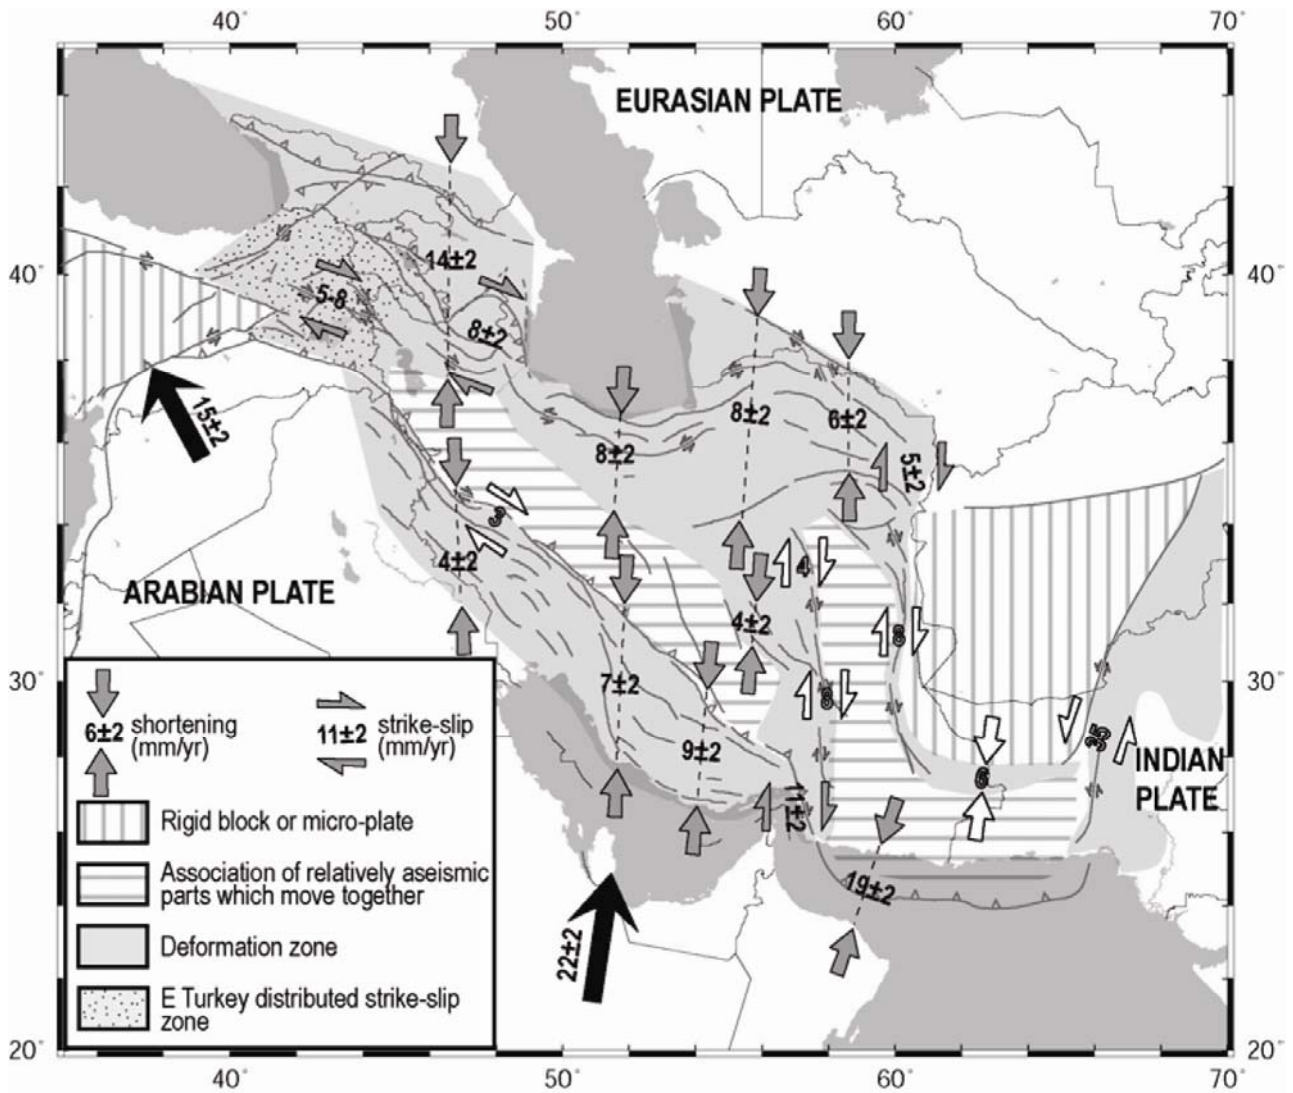 40°
50°
60°
70°
EURASIAN PLATE
14±2
40°
40°
5-8
8±2
15±2
8±2
8±2
6±2
5±2
3
4±2
4
ARABIAN PLATE
4±2
8
30°
30°
7±2
8
9±2
35
INDIAN
PLATE
6
11±2
19±2
22±2
6±2 shortening
(mm/yr)
11±2 strike-slip
(mm/yr)
Rigid block or micro-plate
Association of relatively aseismic
parts which move together
Deformation zone
E Turkey distributed strike-slip
zone
20°
20°
40°
50°
60°
70°